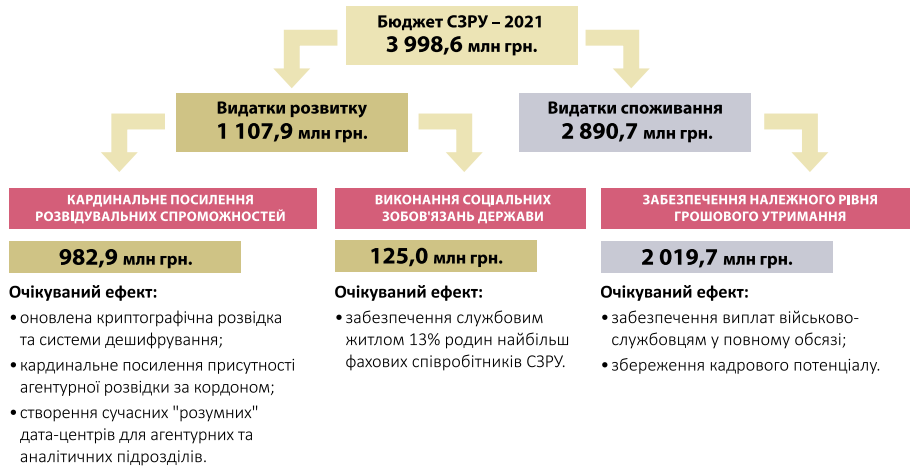 Бюджет СЗРУ – 2021
3 998,6 млн грн.
Видатки розвитку
1 107,9 млн грн.
Видатки споживання
2 890,7 млн грн.
КАРДИНАЛЬНЕ ПОСИЛЕННЯ
РОЗВІДУВАЛЬНИХ СПРОМОЖНОСТЕЙ
982,9 млн грн.
Очікуваний ефект:
• оновлена криптографічна розвідка
та системи дешифрування;
• кардинальне посилення присутності
агентурної розвідки за кордоном;
• створення сучасних "розумних"
дата-центрів для агентурних та
аналітичних підрозділів.
ВИКОНАННЯ СОЦІАЛЬНИХ
ЗОБОВ'ЯЗАНЬ ДЕРЖАВИ
125,0 млн грн.
Очікуваний ефект:
• забезпечення службовим
житлом 13% родин найбільш
фахових співробітників СЗРУ.
ЗАБЕЗПЕЧЕННЯ НАЛЕЖНОГО РІВНЯ
ГРОШОВОГО УТРИМАННЯ
2 019,7 млн грн.
Очікуваний ефект:
• забезпечення виплат військово-
службовцям у повному обсязі;
• збереження кадрового потенціалу.